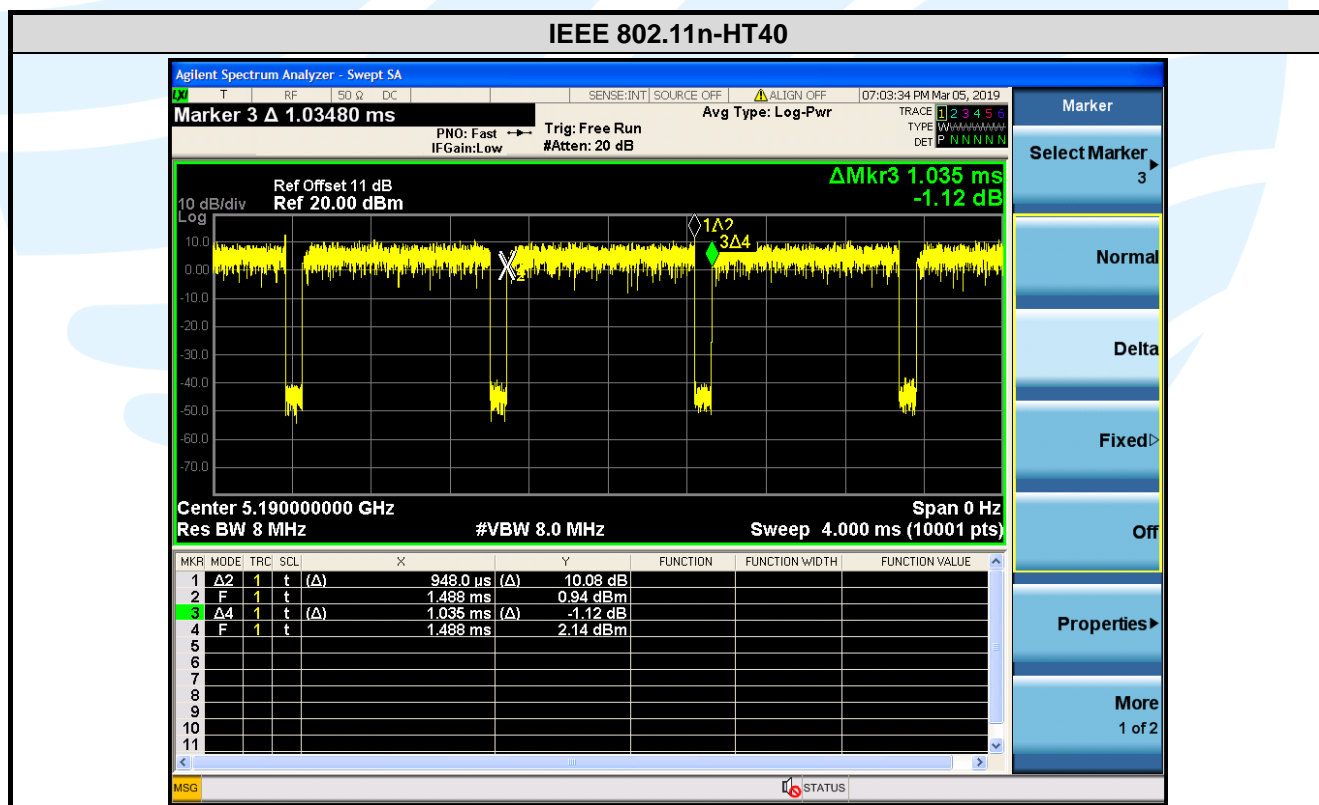 IEEE 802.11n-HT40
Agilent Spectrum Analyzer - Swept SA
LXI T RF 50 Ω DC SENSE:INT SOURCE OFF ALIGN OFF 07:03:34 PM Mar 05, 2019
Marker 3 Δ 1.03480 ms
PNO: Fast
IFGain:Low
Trig: Free Run
#Atten: 20 dB
Avg Type: Log-Pwr
TRACE 1 2 3 4 5 6
TYPE WWWWWW
DET P N N N N N
ΔMkr3 1.035 ms
-1.12 dB
Ref Offset 11 dB
10 dB/div Ref 20.00 dBm
Log
10.0
0.00
-10.0
-20.0
-30.0
-40.0
-50.0
-60.0
-70.0
1Δ2
3Δ4
2
Center 5.190000000 GHz Span 0 Hz
Res BW 8 MHz #VBW 8.0 MHz Sweep 4.000 ms (10001 pts)
MKR MODE TRC SCL X Y FUNCTION FUNCTION WIDTH FUNCTION VALUE
1 Δ2 1 t (Δ) 948.0 µs (Δ) 10.08 dB
2 F 1 t 1.488 ms 0.94 dBm
3 Δ4 1 t (Δ) 1.035 ms (Δ) -1.12 dB
4 F 1 t 1.488 ms 2.14 dBm
5
6
7
8
9
10
11
MSG STATUS
Marker
Select Marker
3
Normal
Delta
Fixed
Off
Properties
More
1 of 2